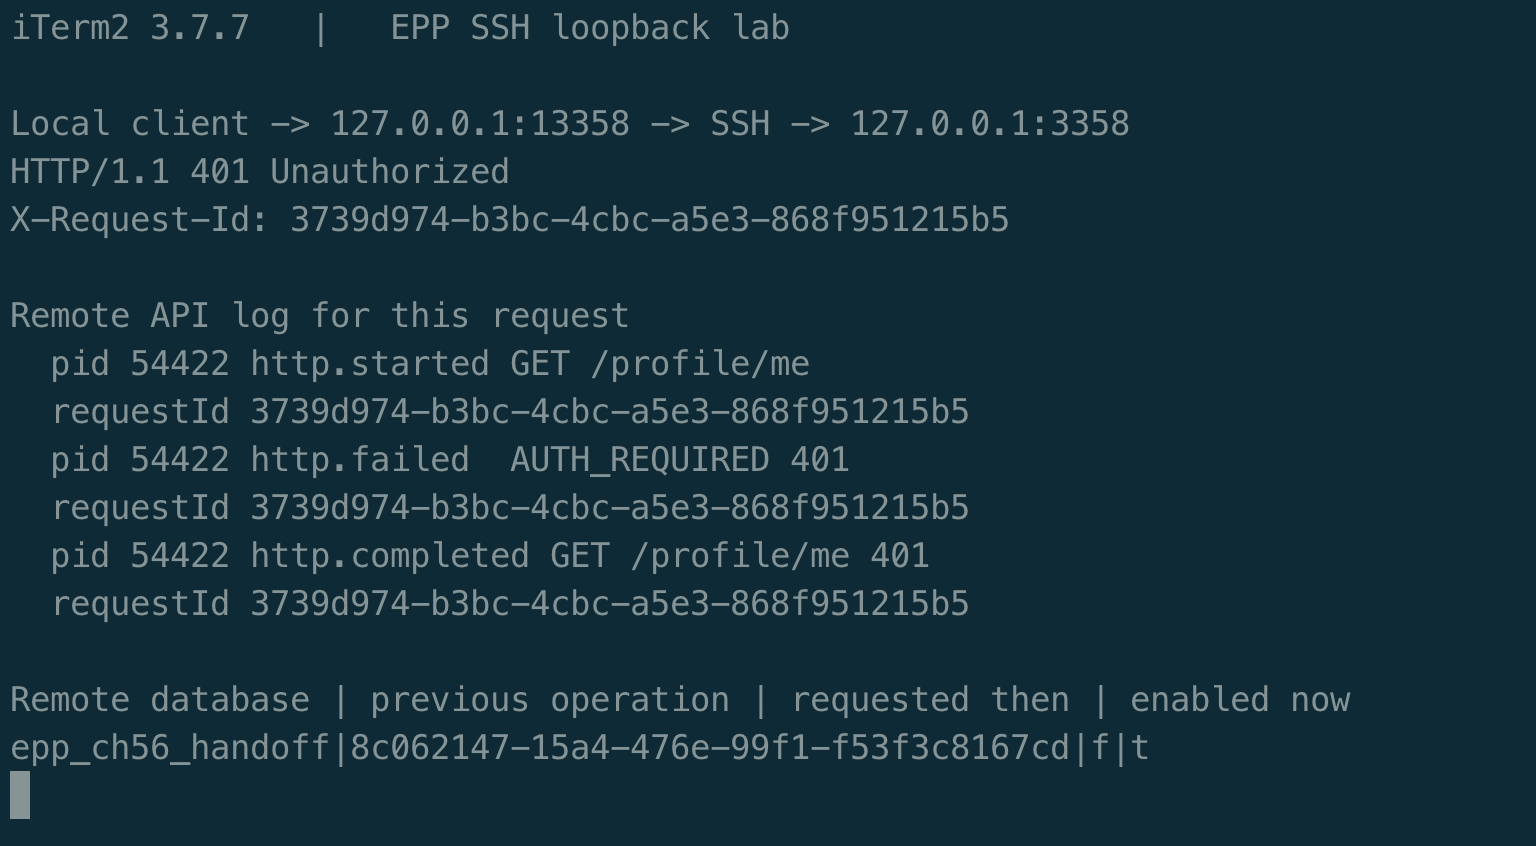 iTerm2 3.7.7   |   EPP SSH loopback lab
Local client -> 127.0.0.1:13358 -> SSH -> 127.0.0.1:3358
HTTP/1.1 401 Unauthorized
X-Request-Id: 3739d974-b3bc-4cbc-a5e3-868f951215b5
Remote API log for this request
  pid 54422 http.started GET /profile/me
  requestId 3739d974-b3bc-4cbc-a5e3-868f951215b5
  pid 54422 http.failed  AUTH_REQUIRED 401
  requestId 3739d974-b3bc-4cbc-a5e3-868f951215b5
  pid 54422 http.completed GET /profile/me 401
  requestId 3739d974-b3bc-4cbc-a5e3-868f951215b5
Remote database | previous operation | requested then | enabled now
epp_ch56_handoff|8c062147-15a4-476e-99f1-f53f3c8167cd|f|t